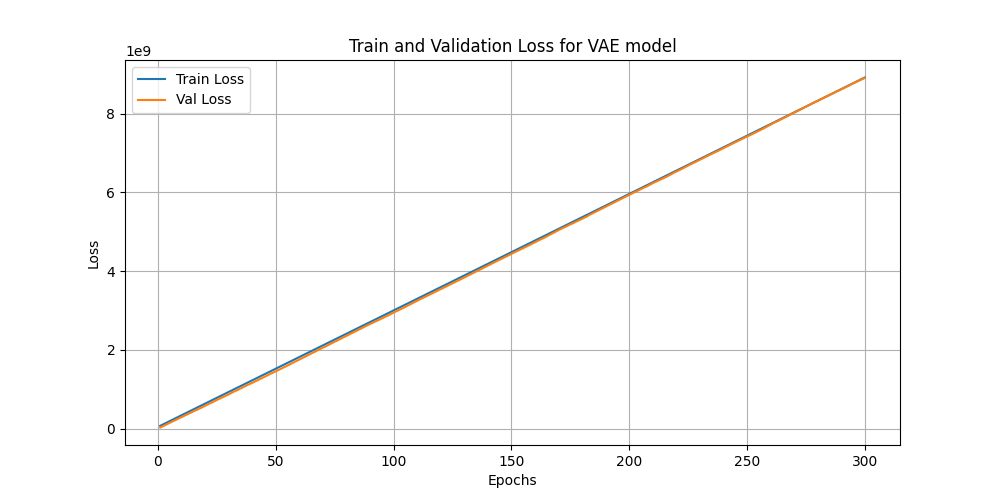 Train and Validation Loss for VAE model
1e9
Train Loss
Val Loss
8
6
4
2
0
Loss
0 50 100 150 200 250 300
Epochs